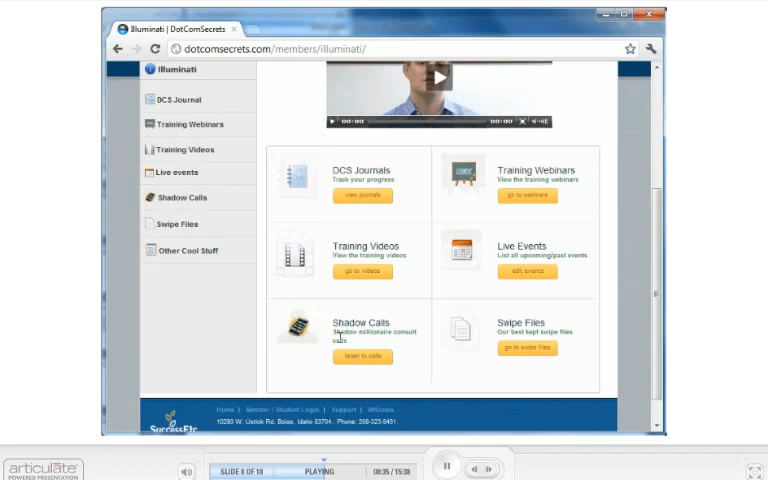 Illuminati | DotComSecrets
dotcomsecrets.com/members/illuminati/
Illuminati
DCS Journal
Training Webinars
Training Videos
Live events
Shadow Calls
Swipe Files
Other Cool Stuff
00:00 00:00
DCS Journals
Track your progress
view journals
Training Webinars
View the training webinars
go to webinars
Training Videos
View the training videos
go to videos
Live Events
List all upcoming/past events
edit events
Shadow Calls
Shadow millionaire consult
calls
listen to calls
Swipe Files
Our best kept swipe files
go to swipe files
Home | Member / Student Login | Support | Affiliates
10280 W. Ustick Rd. Boise, Idaho 83704. Phone: 208-323-9451.
SuccessEtc
articulate
POWERED PRESENTATION
SLIDE 8 OF 18 PLAYING 08:35 / 15:38